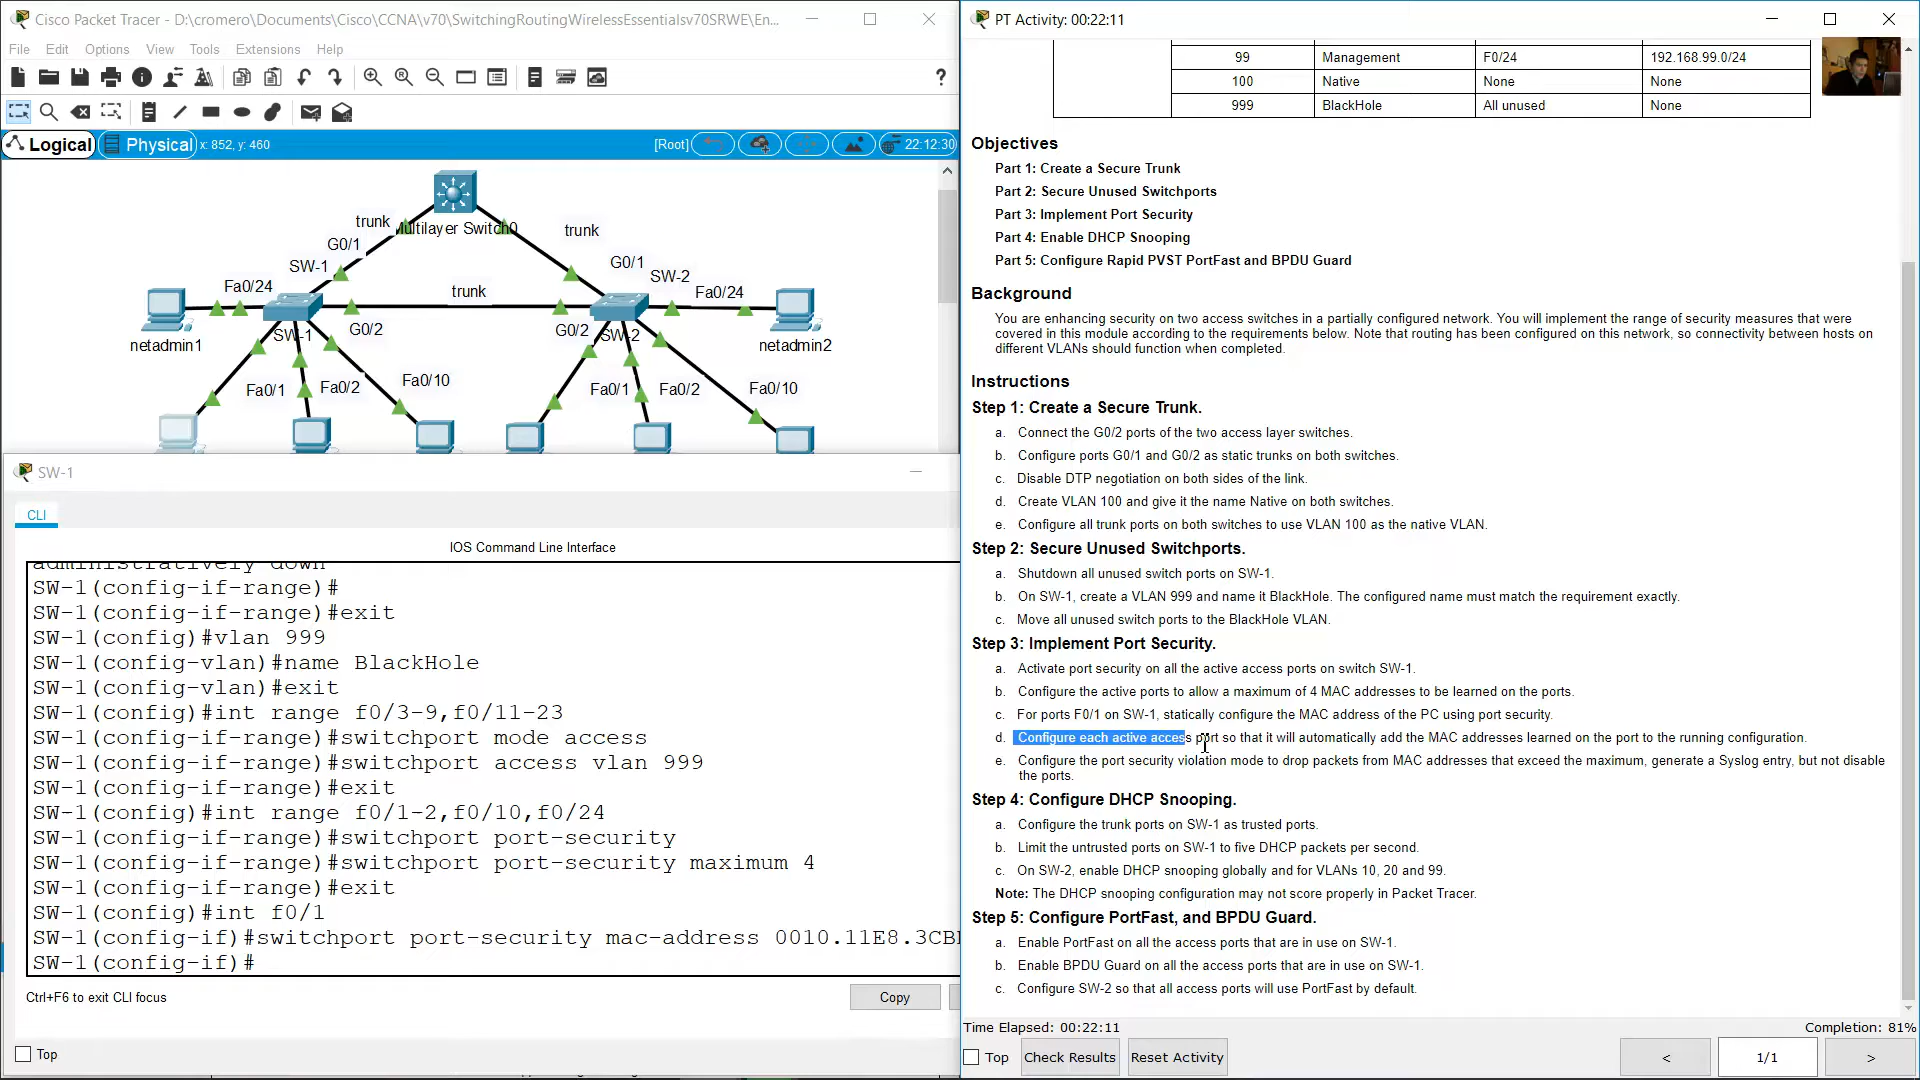 Cisco Packet Tracer - D:\cromero\Documents\Cisco\CCNA\v70\SwitchingRoutingWirelessEssentialsv70SRWE\En...
File Edit Options View Tools Extensions Help
?
Logical Physical x: 852, y: 460 [Root] 22:12:30
trunk
Multilayer Switch0
trunk
G0/1
G0/1
SW-1
SW-2
Fa0/24
trunk
Fa0/24
G0/2
G0/2
SW-1
SW-2
netadmin1
netadmin2
Fa0/1
Fa0/2
Fa0/10
Fa0/1
Fa0/2
Fa0/10
SW-1
CLI
IOS Command Line Interface
administratively down
SW-1(config-if-range)#
SW-1(config-if-range)#exit
SW-1(config)#vlan 999
SW-1(config-vlan)#name BlackHole
SW-1(config-vlan)#exit
SW-1(config)#int range f0/3-9,f0/11-23
SW-1(config-if-range)#switchport mode access
SW-1(config-if-range)#switchport access vlan 999
SW-1(config-if-range)#exit
SW-1(config)#int range f0/1-2,f0/10,f0/24
SW-1(config-if-range)#switchport port-security
SW-1(config-if-range)#switchport port-security maximum 4
SW-1(config-if-range)#exit
SW-1(config)#int f0/1
SW-1(config-if)#switchport port-security mac-address 0010.11E8.3CB
SW-1(config-if)#
Ctrl+F6 to exit CLI focus
Copy
Top
PT Activity: 00:22:11
99 Management F0/24 192.168.99.0/24
100 Native None None
999 BlackHole All unused None
Objectives
Part 1: Create a Secure Trunk
Part 2: Secure Unused Switchports
Part 3: Implement Port Security
Part 4: Enable DHCP Snooping
Part 5: Configure Rapid PVST PortFast and BPDU Guard
Background
You are enhancing security on two access switches in a partially configured network. You will implement the range of security measures that were
covered in this module according to the requirements below. Note that routing has been configured on this network, so connectivity between hosts on
different VLANs should function when completed.
Instructions
Step 1: Create a Secure Trunk.
a. Connect the G0/2 ports of the two access layer switches.
b. Configure ports G0/1 and G0/2 as static trunks on both switches.
c. Disable DTP negotiation on both sides of the link.
d. Create VLAN 100 and give it the name Native on both switches.
e. Configure all trunk ports on both switches to use VLAN 100 as the native VLAN.
Step 2: Secure Unused Switchports.
a. Shutdown all unused switch ports on SW-1.
b. On SW-1, create a VLAN 999 and name it BlackHole. The configured name must match the requirement exactly.
c. Move all unused switch ports to the BlackHole VLAN.
Step 3: Implement Port Security.
a. Activate port security on all the active access ports on switch SW-1.
b. Configure the active ports to allow a maximum of 4 MAC addresses to be learned on the ports.
c. For ports F0/1 on SW-1, statically configure the MAC address of the PC using port security.
d. Configure each active access port so that it will automatically add the MAC addresses learned on the port to the running configuration.
e. Configure the port security violation mode to drop packets from MAC addresses that exceed the maximum, generate a Syslog entry, but not disable
the ports.
Step 4: Configure DHCP Snooping.
a. Configure the trunk ports on SW-1 as trusted ports.
b. Limit the untrusted ports on SW-1 to five DHCP packets per second.
c. On SW-2, enable DHCP snooping globally and for VLANs 10, 20 and 99.
Note: The DHCP snooping configuration may not score properly in Packet Tracer.
Step 5: Configure PortFast, and BPDU Guard.
a. Enable PortFast on all the access ports that are in use on SW-1.
b. Enable BPDU Guard on all the access ports that are in use on SW-1.
c. Configure SW-2 so that all access ports will use PortFast by default.
Time Elapsed: 00:22:11 Completion: 81%
Top Check Results Reset Activity < 1/1 >